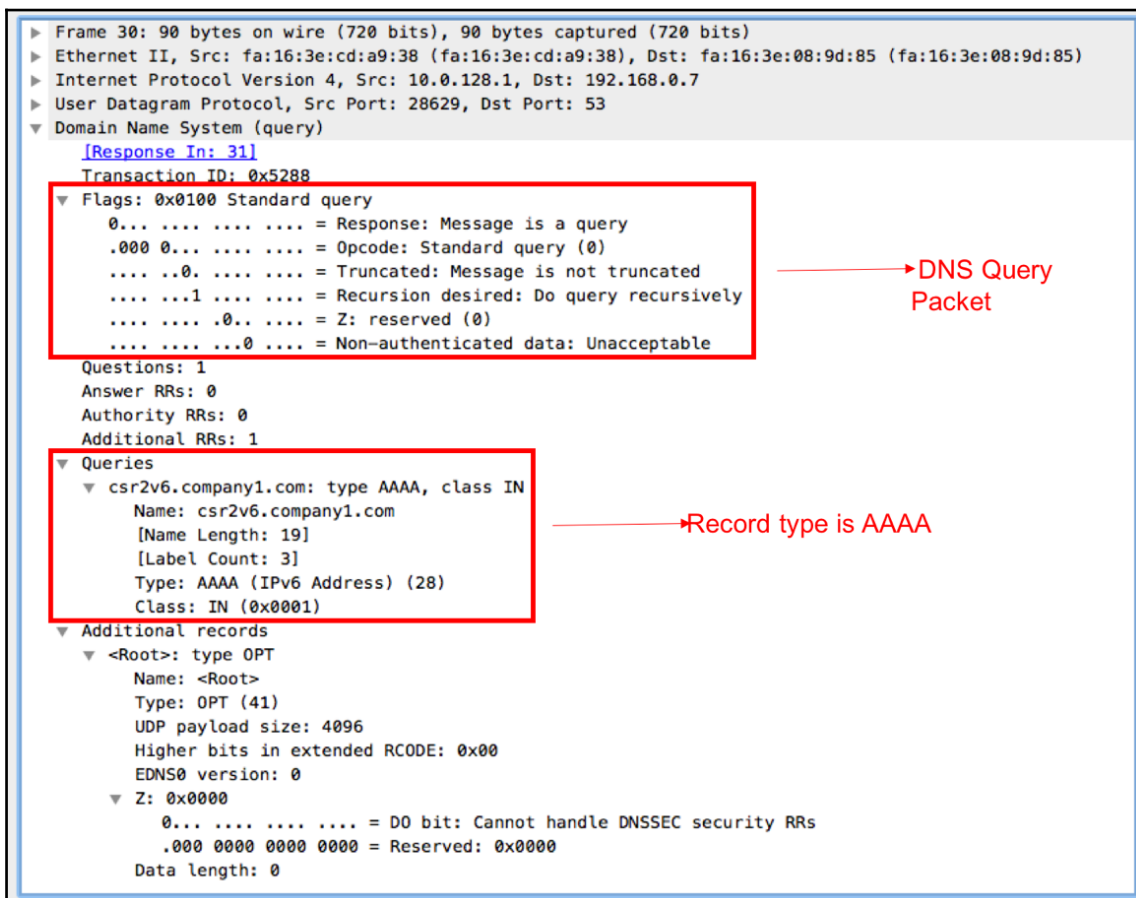 Frame 30: 90 bytes on wire (720 bits), 90 bytes captured (720 bits)
Ethernet II, Src: fa:16:3e:cd:a9:38 (fa:16:3e:cd:a9:38), Dst: fa:16:3e:08:9d:85 (fa:16:3e:08:9d:85)
Internet Protocol Version 4, Src: 10.0.128.1, Dst: 192.168.0.7
User Datagram Protocol, Src Port: 28629, Dst Port: 53
Domain Name System (query)
[Response In: 31]
Transaction ID: 0x5288
Flags: 0x0100 Standard query
0... .... .... .... = Response: Message is a query
.000 0... .... .... = Opcode: Standard query (0)
.... ..0. .... .... = Truncated: Message is not truncated
.... ...1 .... .... = Recursion desired: Do query recursively
.... .... .0.. .... = Z: reserved (0)
.... .... ...0 .... = Non-authenticated data: Unacceptable
DNS Query
Packet
Questions: 1
Answer RRs: 0
Authority RRs: 0
Additional RRs: 1
Queries
csr2v6.company1.com: type AAAA, class IN
Name: csr2v6.company1.com
[Name Length: 19]
[Label Count: 3]
Type: AAAA (IPv6 Address) (28)
Class: IN (0x0001)
Record type is AAAA
Additional records
<Root>: type OPT
Name: <Root>
Type: OPT (41)
UDP payload size: 4096
Higher bits in extended RCODE: 0x00
EDNS0 version: 0
Z: 0x0000
0... .... .... .... = DO bit: Cannot handle DNSSEC security RRs
.000 0000 0000 0000 = Reserved: 0x0000
Data length: 0